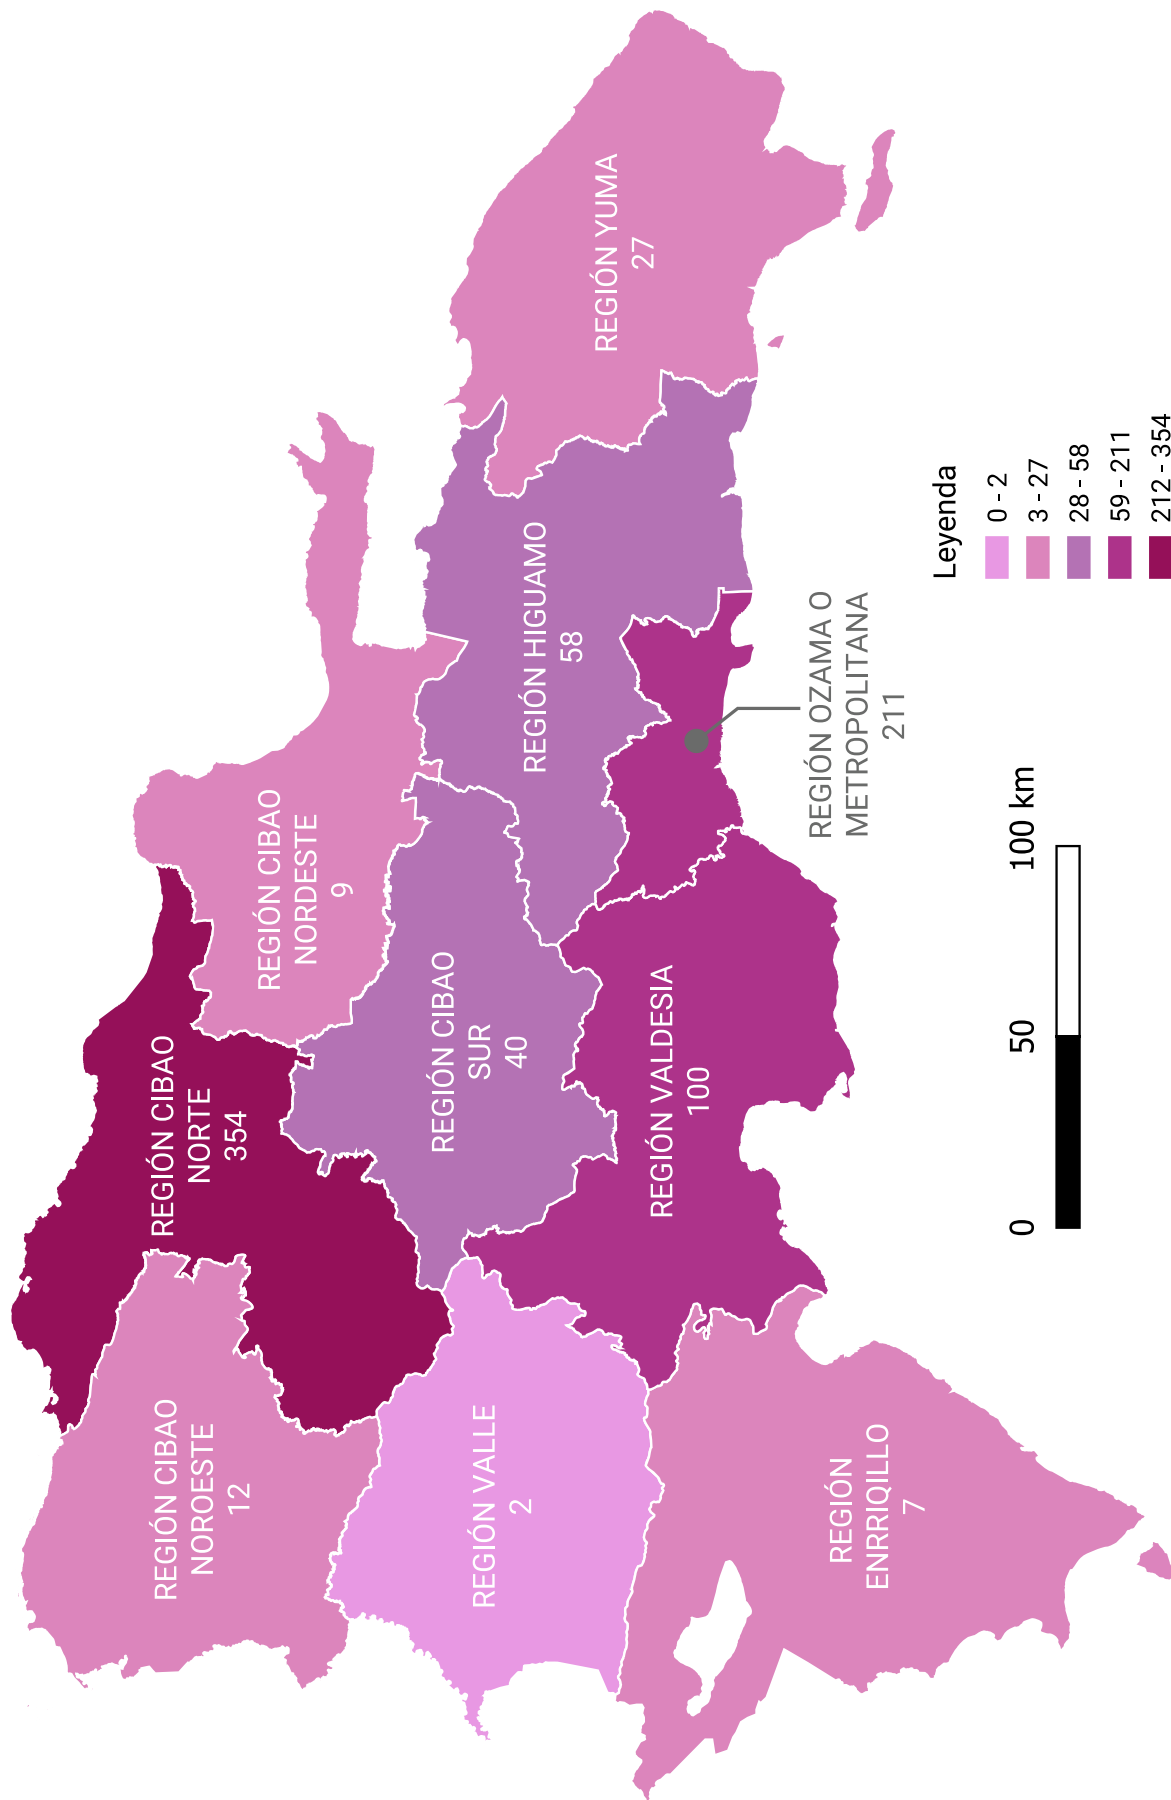 REGIÓN CIBAO
NOROESTE
12
REGIÓN CIBAO
NORTE
354
REGIÓN CIBAO
NORDESTE
9
REGIÓN VALLE
2
REGIÓN CIBAO
SUR
40
REGIÓN HIGUAMO
58
REGIÓN YUMA
27
REGIÓN VALDESIA
100
REGIÓN
ENRRIQILLO
7
REGIÓN OZAMA O
METROPOLITANA
211
0 50 100 km
Leyenda
0 - 2
3 - 27
28 - 58
59 - 211
212 - 354